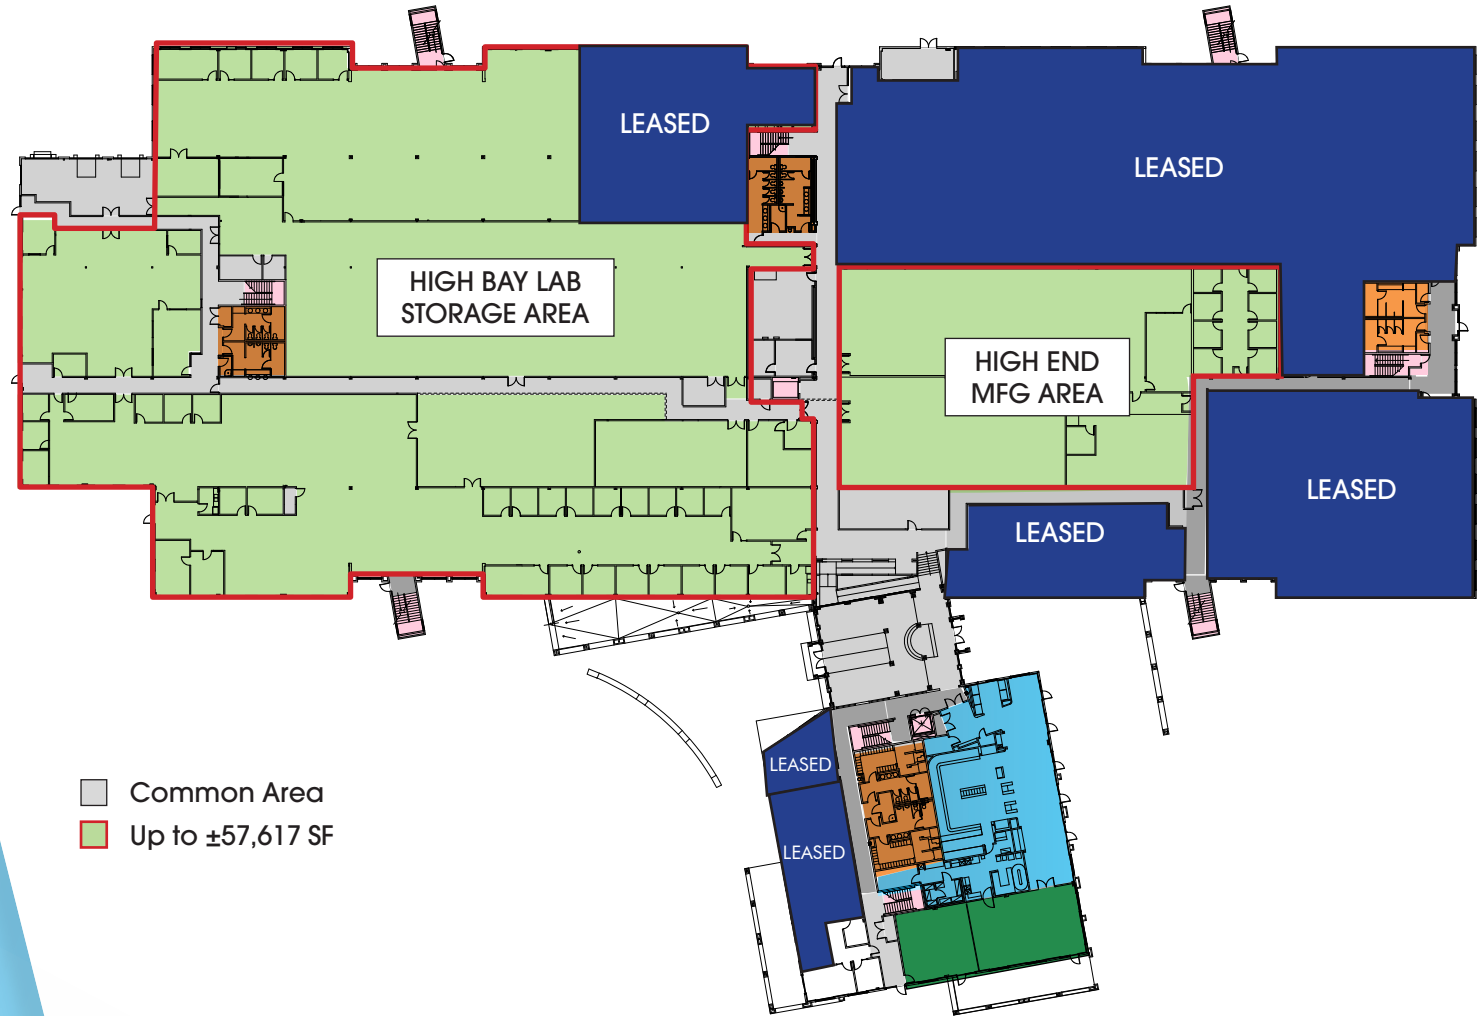 LEASED
LEASED
HIGH BAY LAB
STORAGE AREA
HIGH END
MFG AREA
LEASED
LEASED
LEASED
LEASED
Common Area
Up to ±57,617 SF